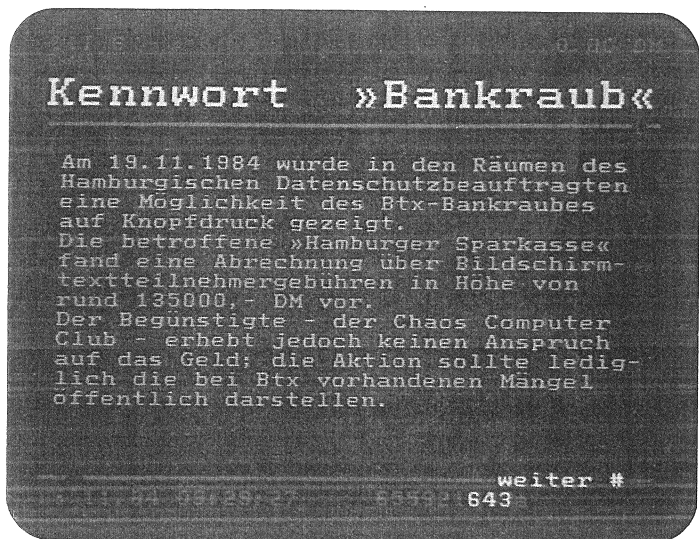 Kennwort »Bankraub«
Am 19.11.1984 wurde in den Räumen des
Hamburgischen Datenschutzbeauftragten
eine Möglichkeit des Btx-Bankraubes
auf Knopfdruck gezeigt.
Die betroffene »Hamburger Sparkasse«
fand eine Abrechnung über Bildschirm-
textteilnehmergebühren in Höhe von
rund 135000,- DM vor.
Der Begünstigte - der Chaos Computer
Club - erhebt jedoch keinen Anspruch
auf das Geld; die Aktion sollte ledig-
lich die bei Btx vorhandenen Mängel
öffentlich darstellen.
weiter #
643